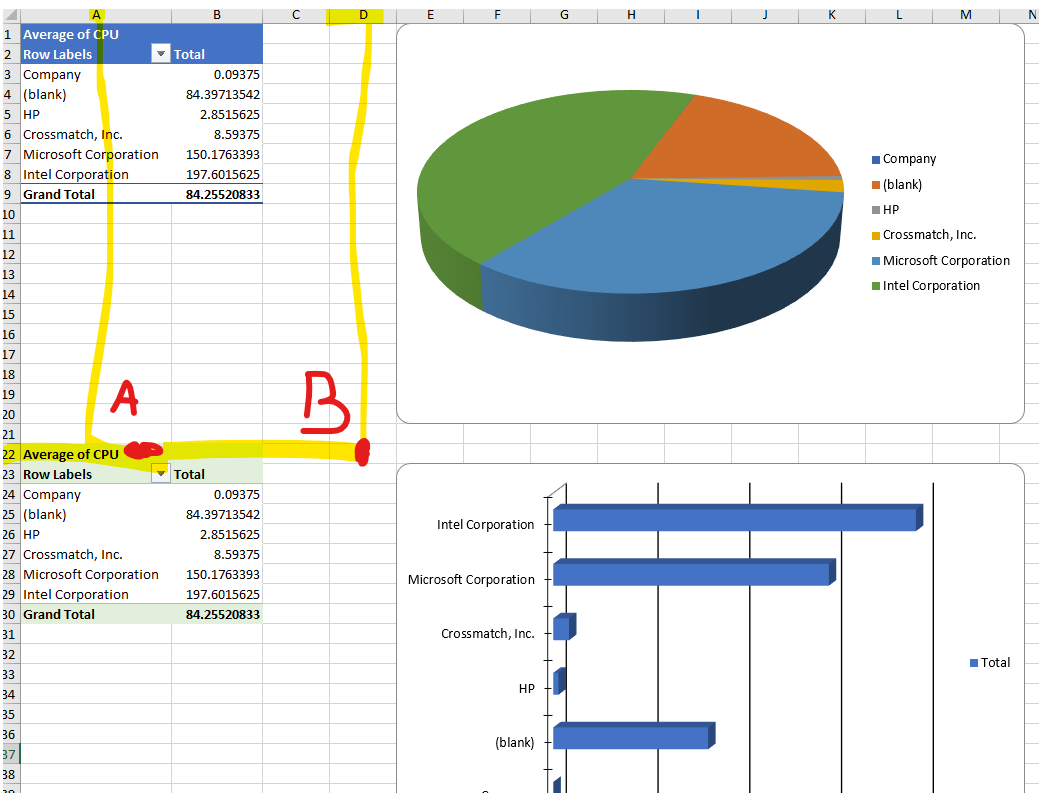 A B C D E F G H I J K L M N
1 Average of CPU
2 Row Labels Total
3 Company 0.09375
4 (blank) 84.39713542
5 HP 2.8515625
6 Crossmatch, Inc. 8.59375
7 Microsoft Corporation 150.1763393
8 Intel Corporation 197.6015625
9 Grand Total 84.25520833
10
11
12
13
14
15
16
17
18
19
20
21
22 Average of CPU
23 Row Labels Total
24 Company 0.09375
25 (blank) 84.39713542
26 HP 2.8515625
27 Crossmatch, Inc. 8.59375
28 Microsoft Corporation 150.1763393
29 Intel Corporation 197.6015625
30 Grand Total 84.25520833
31
32
33
34
35
36
37
38
A
B
Company
(blank)
HP
Crossmatch, Inc.
Microsoft Corporation
Intel Corporation
Intel Corporation
Microsoft Corporation
Crossmatch, Inc.
HP
(blank)
Total